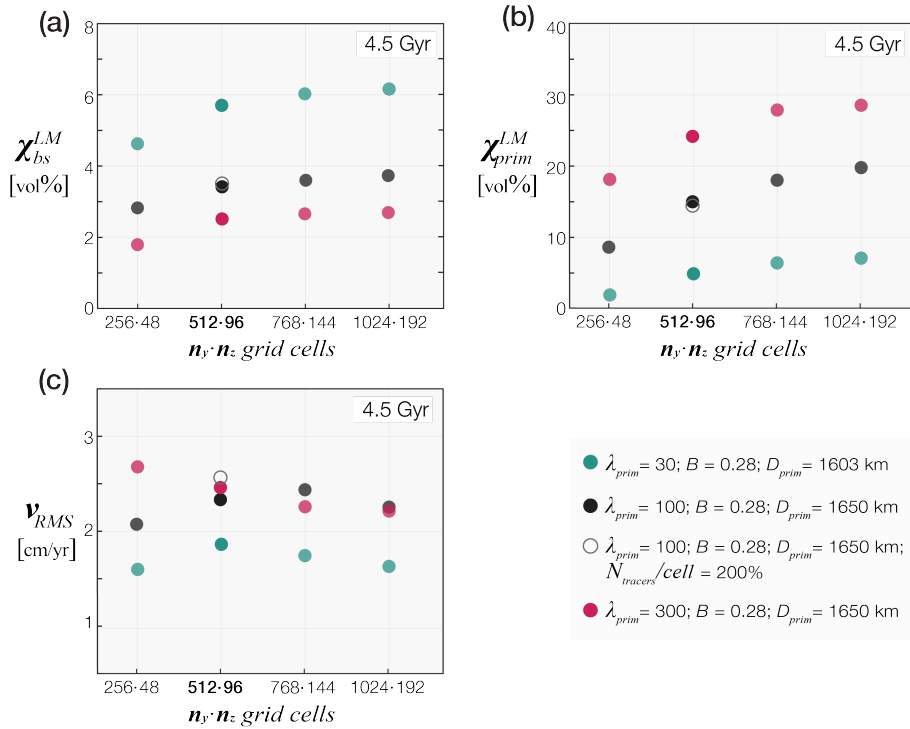 (a)
8
6
4
2
0
χ_bs^LM
[vol%]
4.5 Gyr
256·48 512·96 768·144 1024·192
n_y·n_z grid cells
(b)
40
30
20
10
0
χ_prim^LM
[vol%]
4.5 Gyr
256·48 512·96 768·144 1024·192
n_y·n_z grid cells
(c)
3
2
1
v_RMS
[cm/yr]
4.5 Gyr
256·48 512·96 768·144 1024·192
n_y·n_z grid cells
λ_prim = 30; B = 0.28; D_prim = 1603 km
λ_prim = 100; B = 0.28; D_prim = 1650 km
λ_prim = 100; B = 0.28; D_prim = 1650 km;
N_tracers/cell = 200%
λ_prim = 300; B = 0.28; D_prim = 1650 km